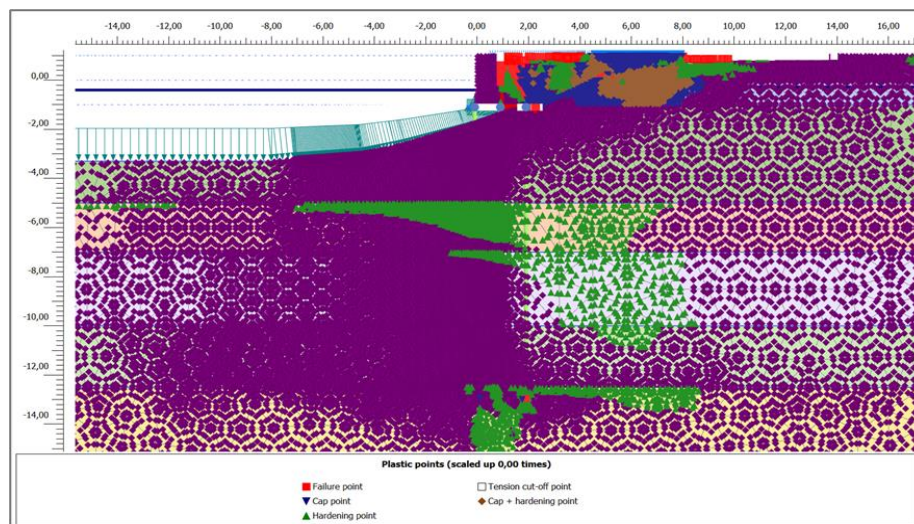 -14,00 -12,00 -10,00 -8,00 -6,00 -4,00 -2,00 0,00 2,00 4,00 6,00 8,00 10,00 12,00 14,00 16,00
0,00
-2,00
-4,00
-6,00
-8,00
-10,00
-12,00
-14,00
Plastic points (scaled up 0,00 times)
Failure point Tension cut-off point
Cap point Cap + hardening point
Hardening point